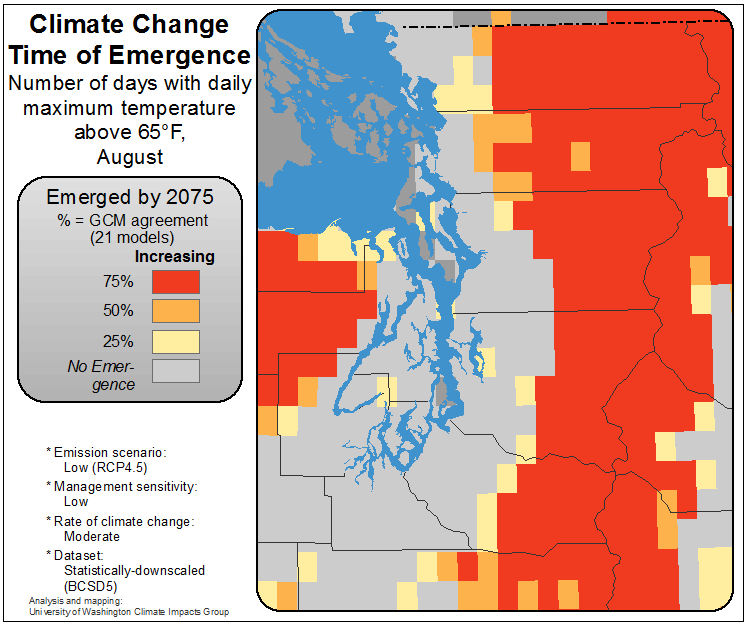 Climate Change
Time of Emergence
Number of days with daily
maximum temperature
above 65°F,
August
Emerged by 2075
% = GCM agreement
(21 models)
Increasing
75%
50%
25%
No Emer-
gence
* Emission scenario:
Low (RCP4.5)
* Management sensitivity:
Low
* Rate of climate change:
Moderate
* Dataset:
Statistically-downscaled
(BCSD5)
Analysis and mapping:
University of Washington Climate Impacts Group